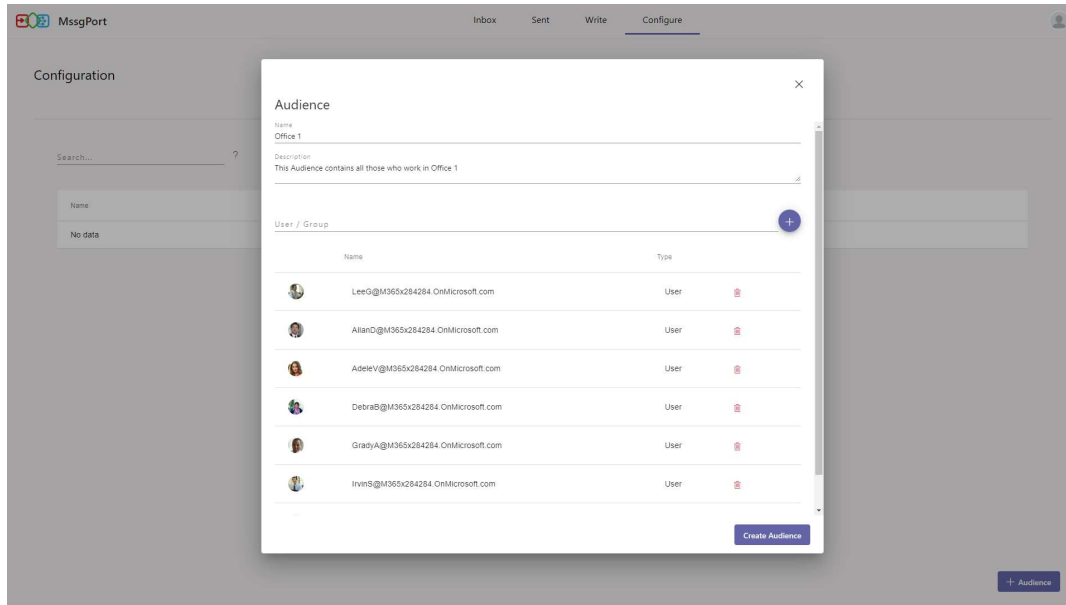 MssgPort Inbox Sent Write Configure
Configuration
Audience
Name
Office 1
Description
This Audience contains all those who work in Office 1
Search... ?
Name
No data
User / Group +
Name Type
LeeG@M365x284284.OnMicrosoft.com User
AllanD@M365x284284.OnMicrosoft.com User
AdeleV@M365x284284.OnMicrosoft.com User
DebraB@M365x284284.OnMicrosoft.com User
GradyA@M365x284284.OnMicrosoft.com User
IrvinS@M365x284284.OnMicrosoft.com User
Create Audience
+ Audience